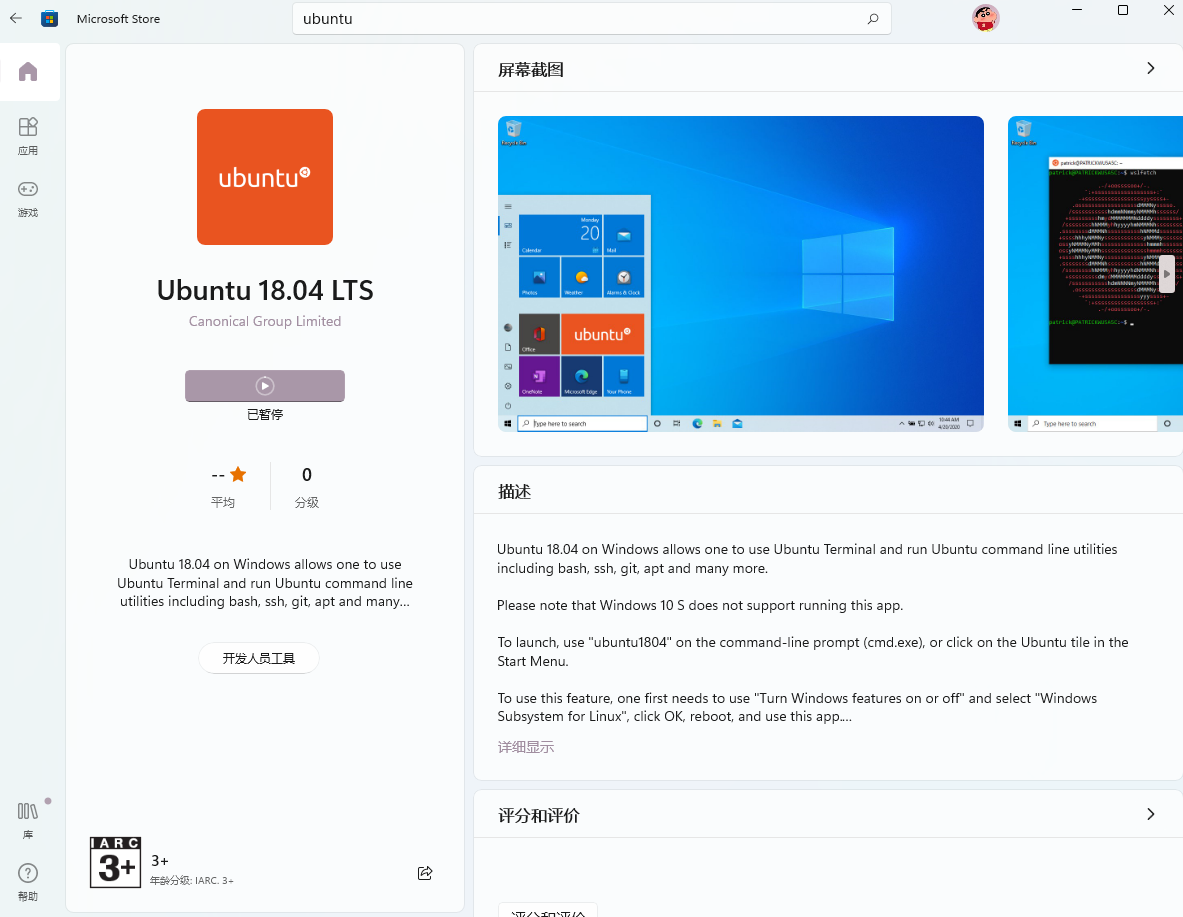 Microsoft Store
ubuntu
应用
游戏
库
帮助
ubuntu
Ubuntu 18.04 LTS
Canonical Group Limited
已暂停
--
平均
0
分级
Ubuntu 18.04 on Windows allows one to use
Ubuntu Terminal and run Ubuntu command line
utilities including bash, ssh, git, apt and many...
开发人员工具
IARC
3+
3+
年龄分级: IARC. 3+
屏幕截图
Recycle Bin
Monday
20
Calendar
Mail
Photos
Weather
Alarms & Clock
Office
ubuntu
OneNote
Microsoft Edge
Your Phone
Type here to search
10:44 AM
4/20/2020
patrick@PATRICKWUSA5C: ~
patrick@PATRICKWUSA5C:~$ wslfetch
patrick@PATRICKWUSA5C:~$
Type here to search
描述
Ubuntu 18.04 on Windows allows one to use Ubuntu Terminal and run Ubuntu command line utilities
including bash, ssh, git, apt and many more.
Please note that Windows 10 S does not support running this app.
To launch, use "ubuntu1804" on the command-line prompt (cmd.exe), or click on the Ubuntu tile in the
Start Menu.
To use this feature, one first needs to use "Turn Windows features on or off" and select "Windows
Subsystem for Linux", click OK, reboot, and use this app....
详细显示
评分和评价
评分和评价